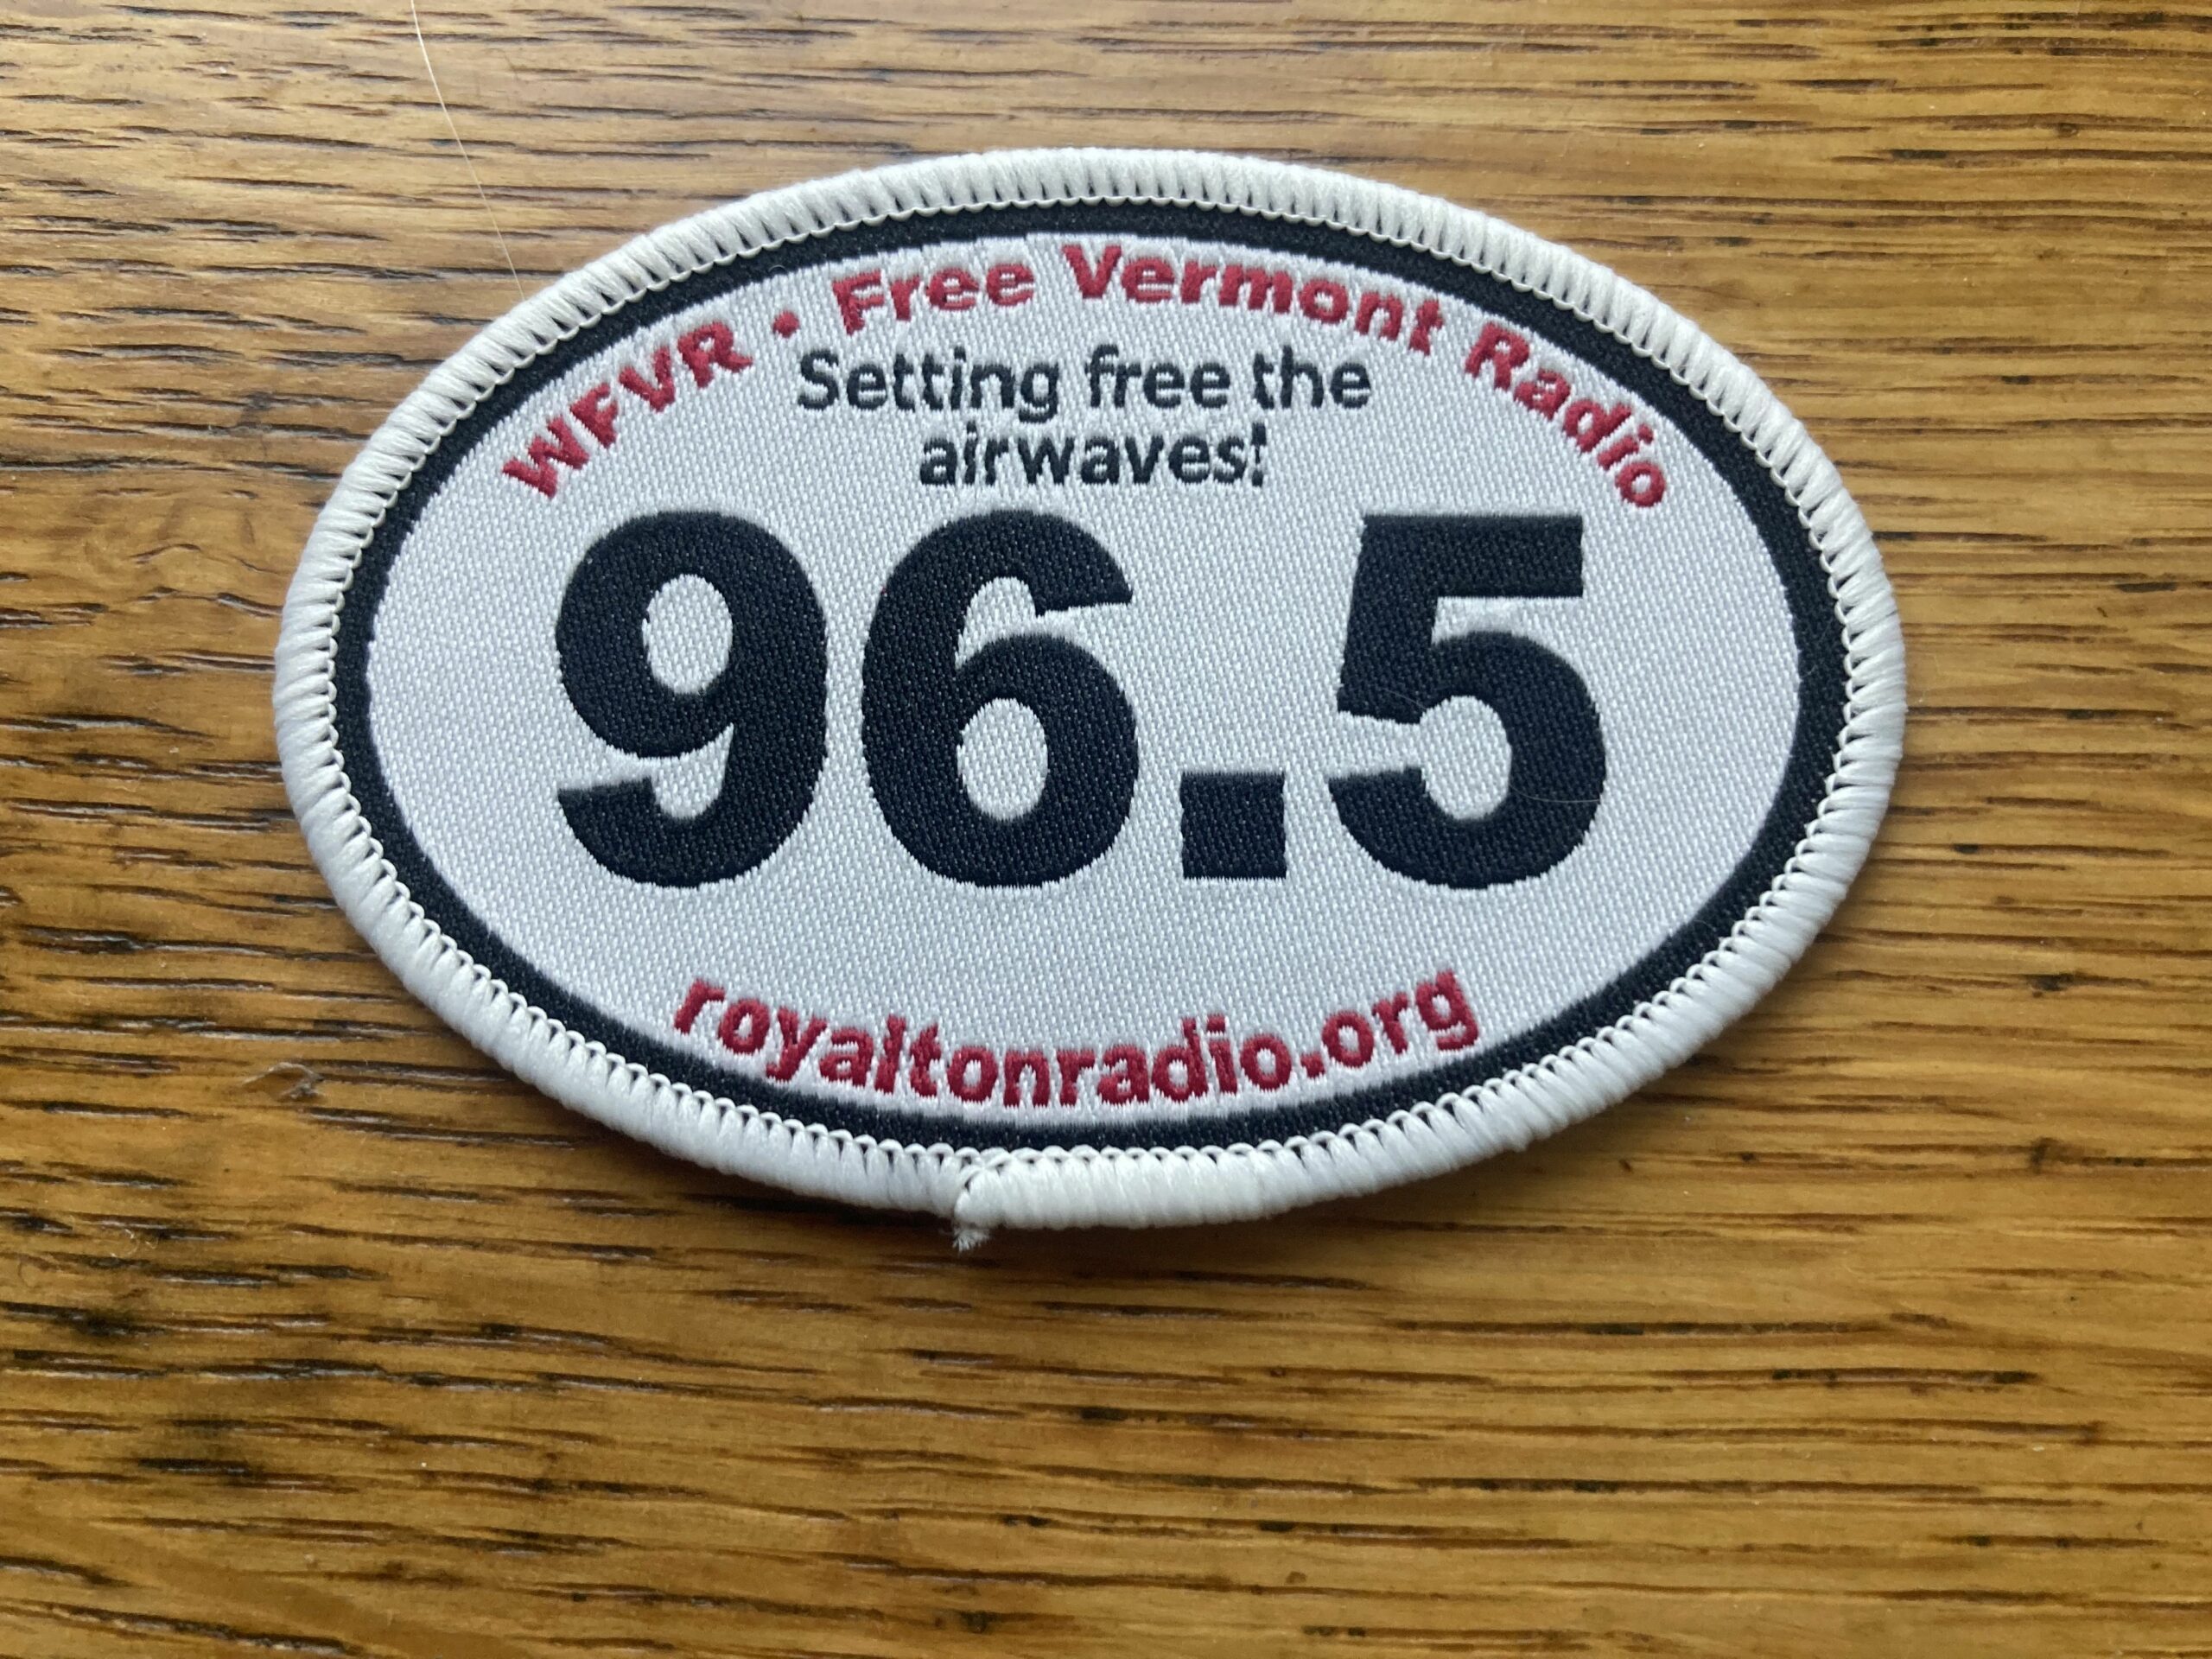 WFVR • Free Vermont Radio
Setting free the
airwaves!
96.5
royaltonradio.org